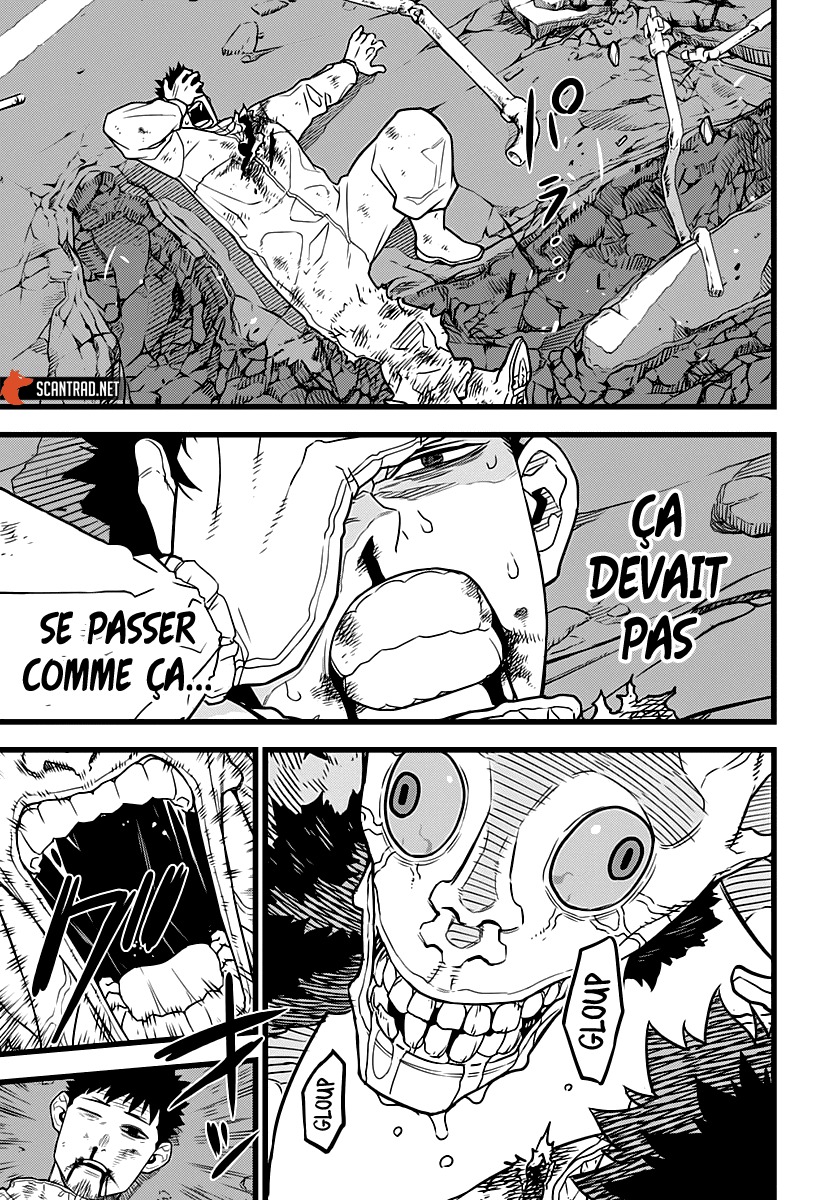 パラ…
SCANTRAD.NET
ÇA
DEVAIT
PAS
SE PASSER
COMME ÇA...
GLOUP
GLOUP